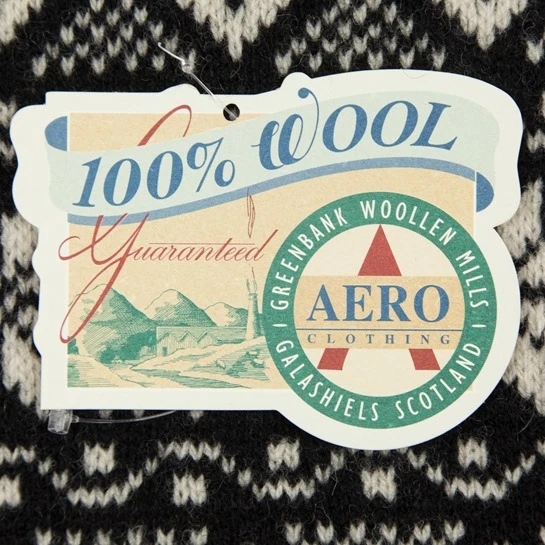 100% WOOL
Guaranteed
GREENBANK WOOLLEN MILLS
AERO
CLOTHING
GALASHIELS SCOTLAND